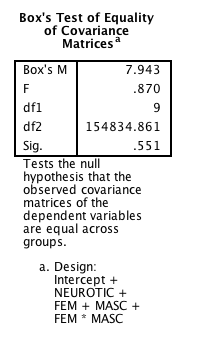 Box's Test of Equality
of Covariance
Matrices a
Box's M 7.943
F .870
df1 9
df2 154834.861
Sig. .551
Tests the null
hypothesis that the
observed covariance
matrices of the
dependent variables
are equal across
groups.
a. Design:
Intercept +
NEUROTIC +
FEM + MASC +
FEM * MASC